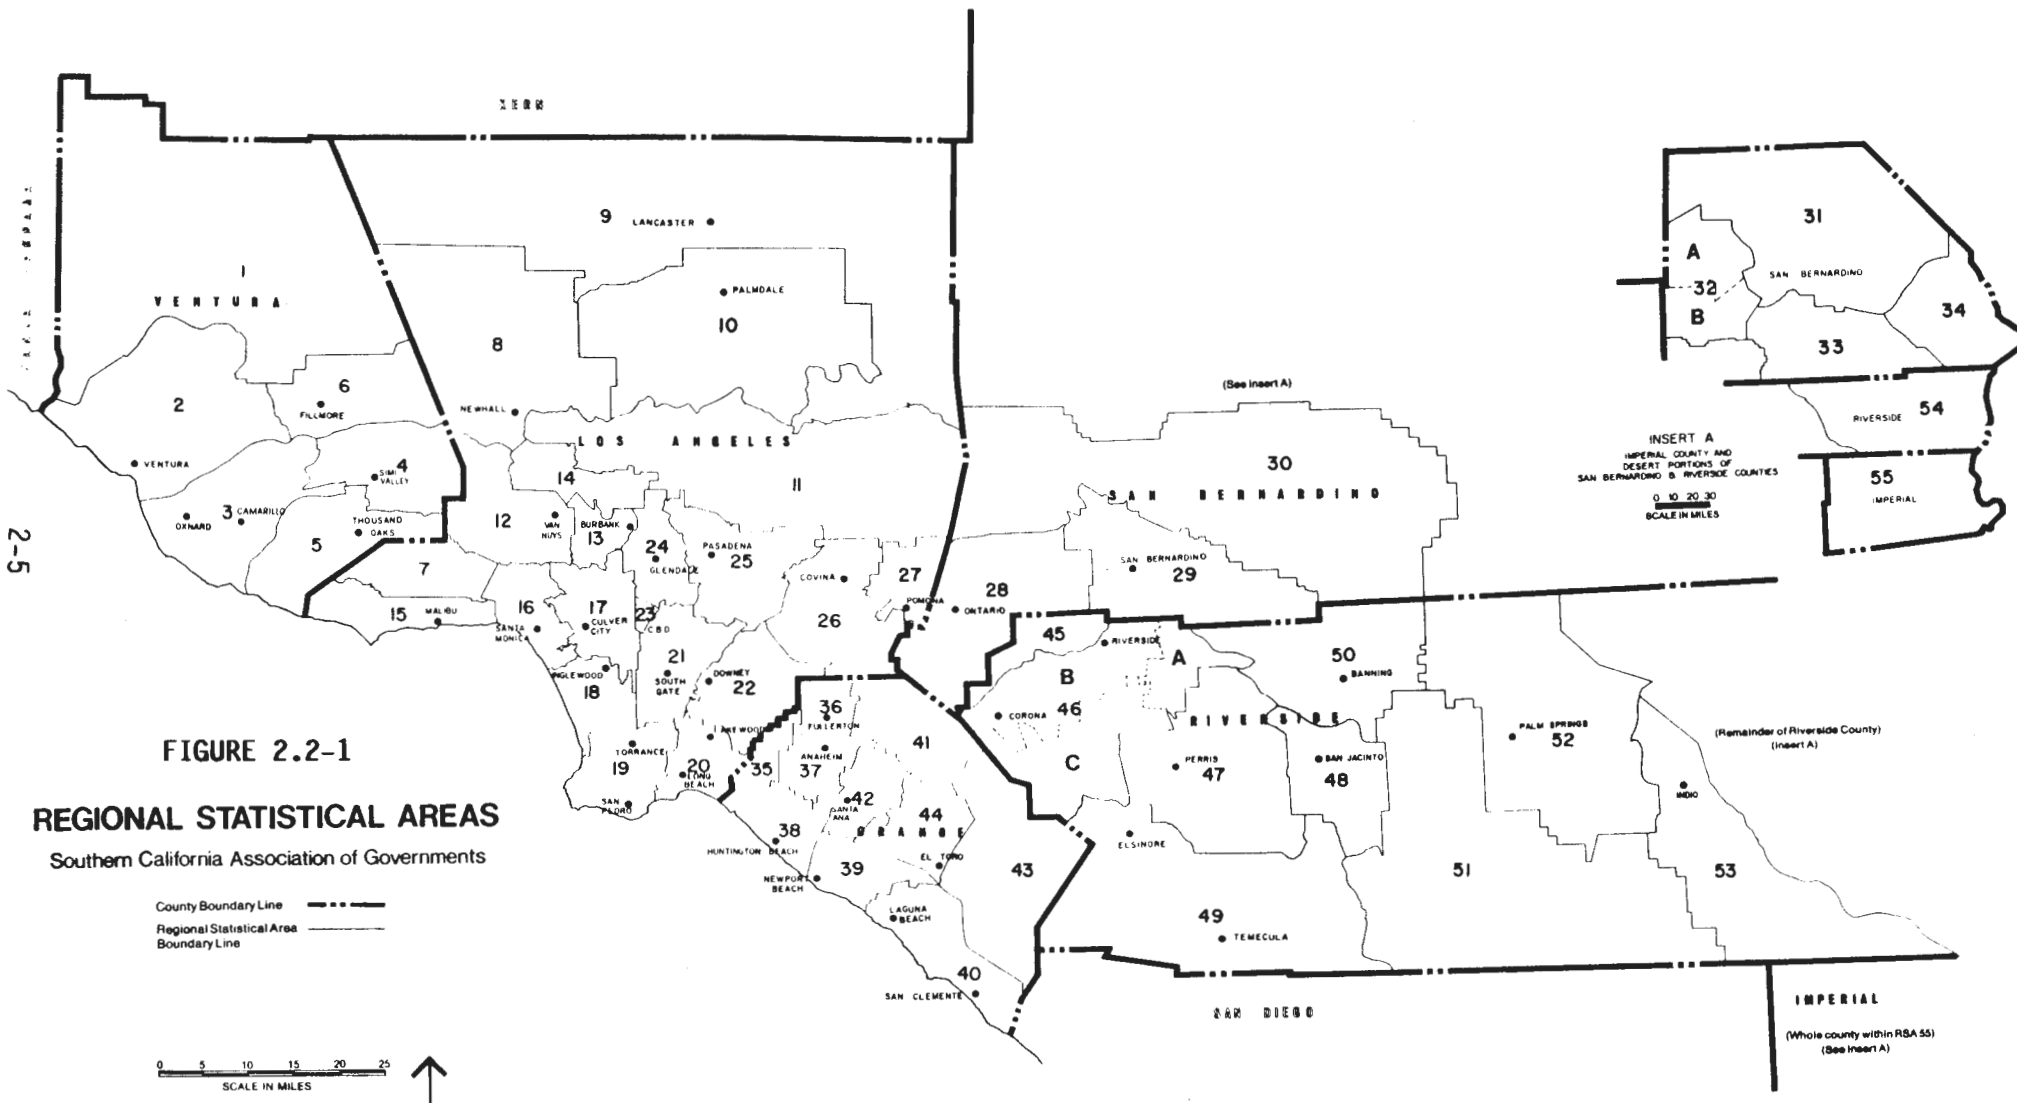 KERN
9 LANCASTER
1
VENTURA
PALMDALE
10
8
6
FILLMORE
2
NEWHALL
LOS ANGELES
VENTURA
4
SIMI
VALLEY
14
11
3 CAMARILLO
OXNARD
THOUSAND
OAKS
5
12
VAN
NUYS
BURBANK
13
24
GLENDALE
PASADENA
25
7
COVINA
27
POMONA
28
ONTARIO
15
MALIBU
16
SANTA
MONICA
17
CULVER
CITY
23
CBD
26
21
SOUTH
GATE
DOWNEY
22
INGLEWOOD
18
LAKEWOOD
36
FULLERTON
TORRANCE
19
20
LONG
BEACH
35
ANAHEIM
37
41
SAN
PEDRO
42
SANTA
ANA
44
ORANGE
38
HUNTINGTON BEACH
EL TORO
39
43
NEWPORT
BEACH
LAGUNA
BEACH
40
SAN CLEMENTE
(See Insert A)
30
SAN BERNARDINO
SAN BERNARDINO
29
45
RIVERSIDE
A
B
46
CORONA
C
50
BANNING
RIVERSIDE
PERRIS
47
SAN JACINTO
48
PALM SPRINGS
52
(Remainder of Riverside County)
(Insert A)
INDIO
ELSINORE
51
53
49
TEMECULA
SAN DIEGO
IMPERIAL
(Whole county within RSA 55)
(See Insert A)
31
A
SAN BERNARDINO
32
B
34
33
RIVERSIDE 54
55
IMPERIAL
INSERT A
IMPERIAL COUNTY AND
DESERT PORTIONS OF
SAN BERNARDINO & RIVERSIDE COUNTIES
0 10 20 30
SCALE IN MILES
2-5
FIGURE 2.2-1
REGIONAL STATISTICAL AREAS
Southern California Association of Governments
County Boundary Line
Regional Statistical Area
Boundary Line
0 5 10 15 20 25
SCALE IN MILES